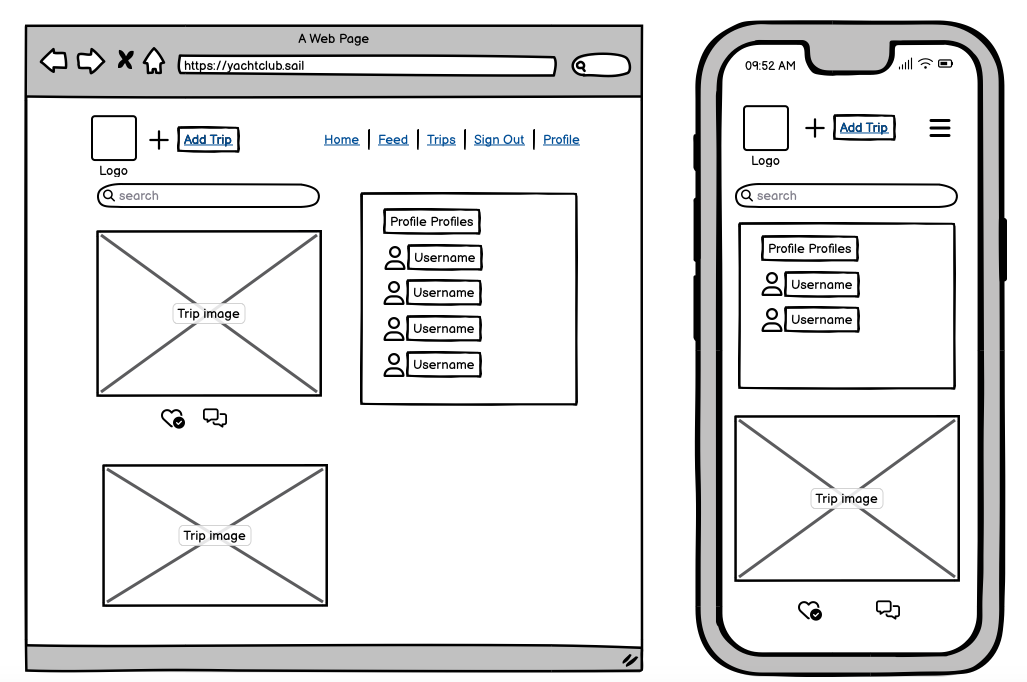 A Web Page
https://yachtclub.sail
Add Trip
Home Feed Trips Sign Out Profile
Logo
search
Profile Profiles
Username
Username
Username
Username
Trip image
Trip image
09:52 AM
Add Trip
Logo
search
Profile Profiles
Username
Username
Trip image